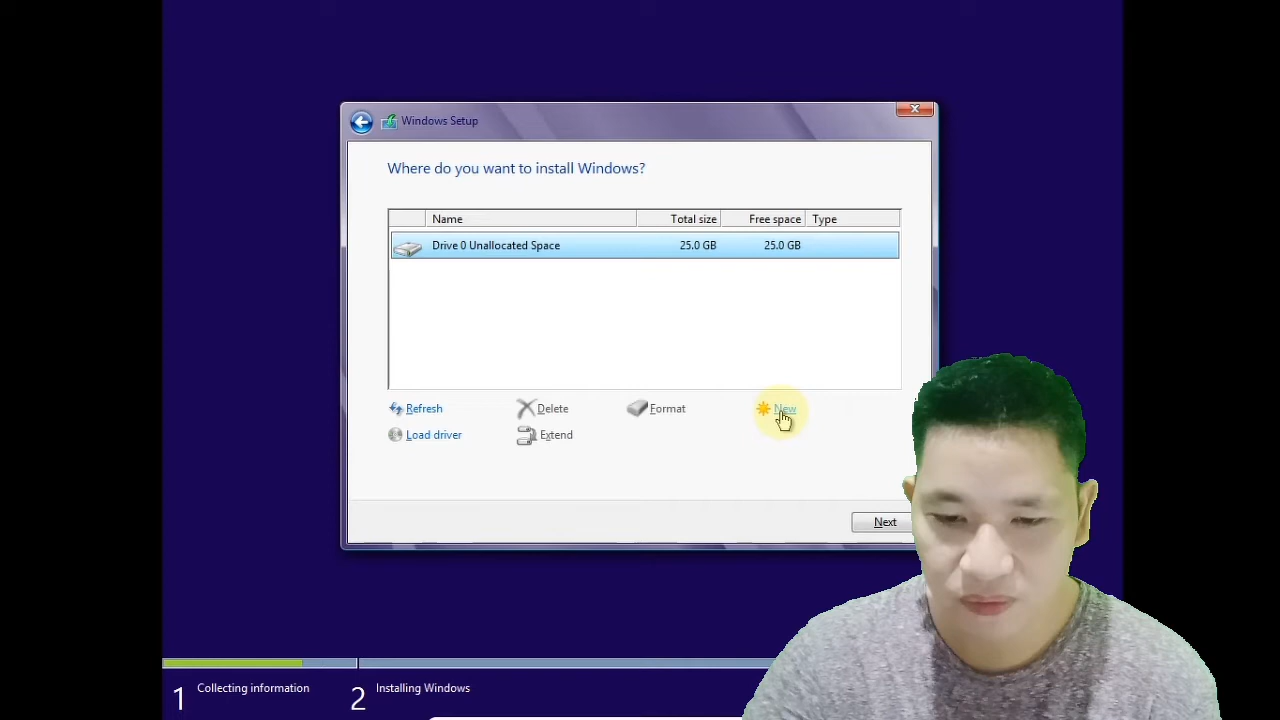 Windows Setup
Where do you want to install Windows?
Name Total size Free space Type
Drive 0 Unallocated Space 25.0 GB 25.0 GB
Refresh Delete Format New
Load driver Extend
Next
1 Collecting information 2 Installing Windows